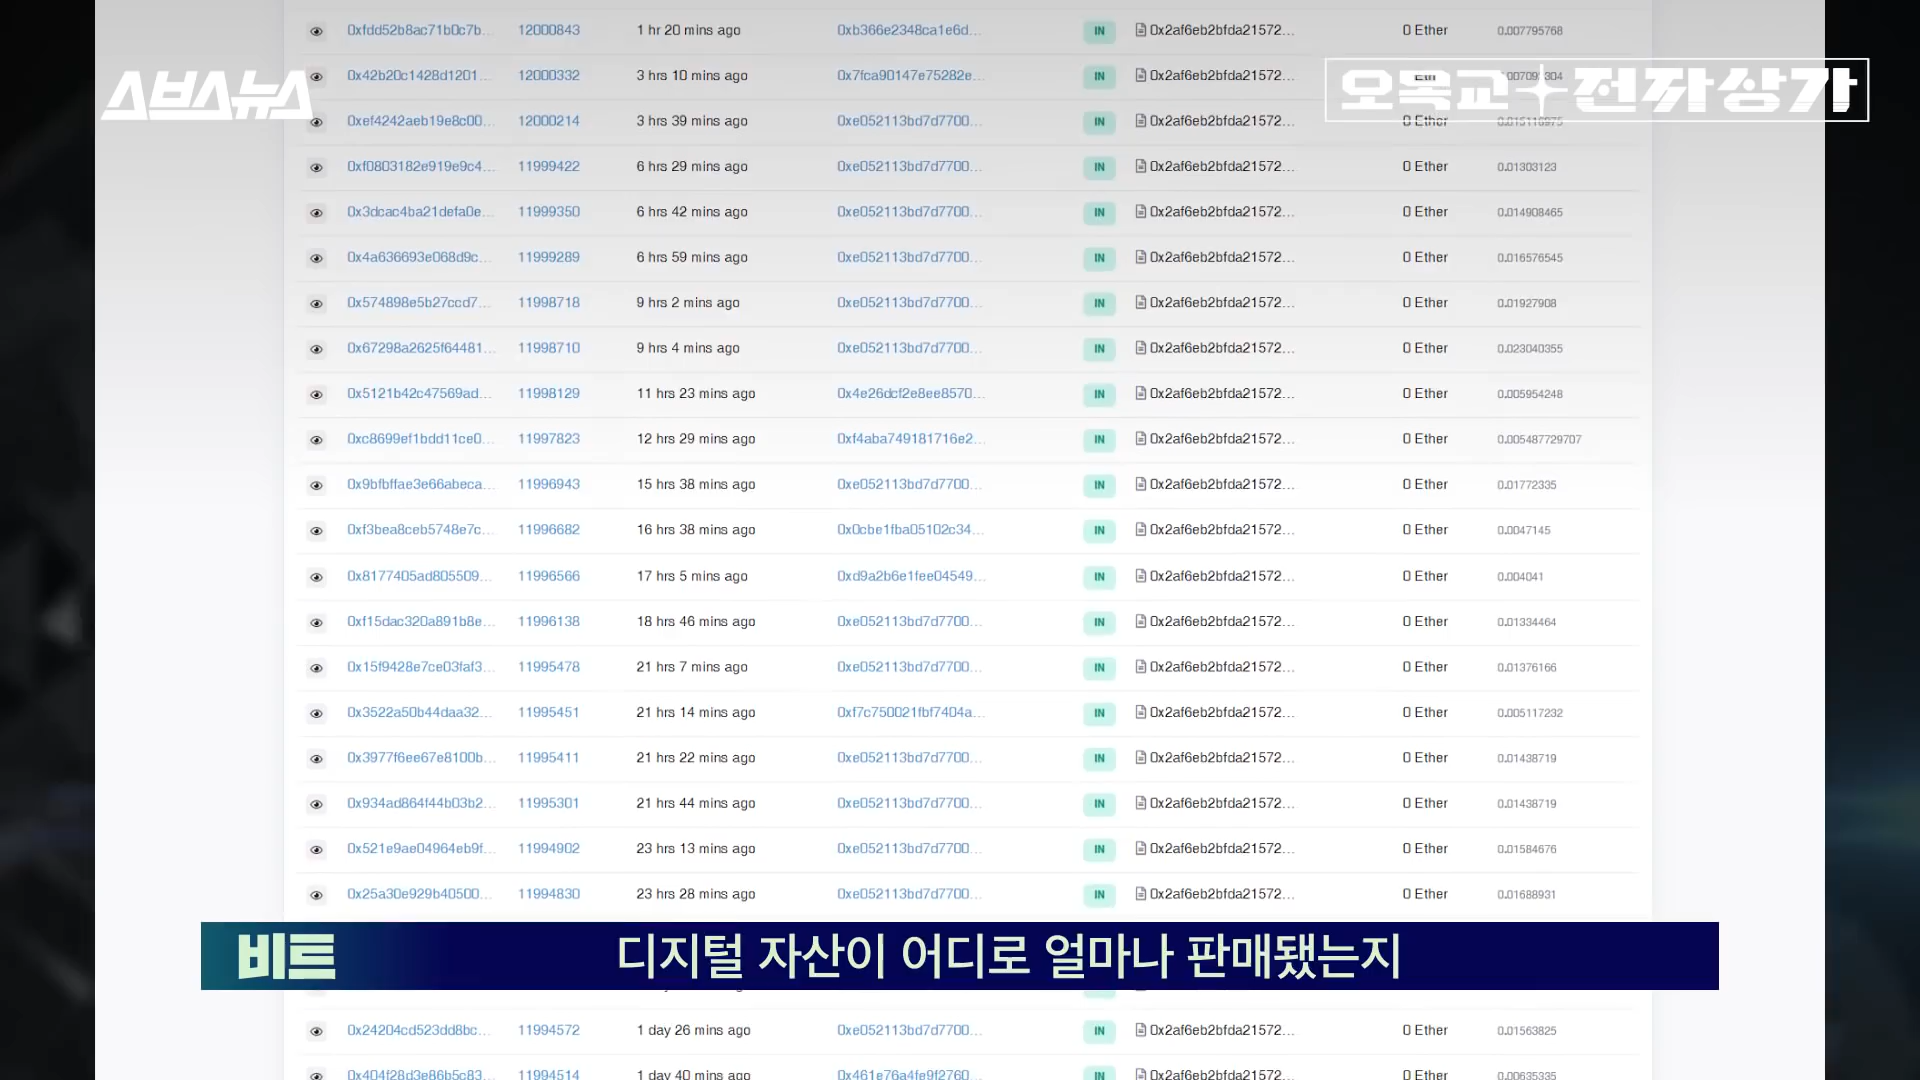 0xfdd52b8ac71b0c7b... 12000843 1 hr 20 mins ago 0xb366e2348ca1e6d... IN 0x2af6eb2bfda21572... 0 Ether 0.007795768
0x42b20c1428d1201... 12000332 3 hrs 10 mins ago 0x7fca90147e75282e... IN 0x2af6eb2bfda21572...
스브스뉴스
오목교 전자상가
0xef4242aeb19e8c00... 12000214 3 hrs 39 mins ago 0xe052113bd7d7700... IN 0x2af6eb2bfda21572... 0 Ether
0xf0803182e919e9c4... 11999422 6 hrs 29 mins ago 0xe052113bd7d7700... IN 0x2af6eb2bfda21572... 0 Ether 0.01303123
0x3dcac4ba21defa0e... 11999350 6 hrs 42 mins ago 0xe052113bd7d7700... IN 0x2af6eb2bfda21572... 0 Ether 0.014908465
0x4a636693e068d9c... 11999289 6 hrs 59 mins ago 0xe052113bd7d7700... IN 0x2af6eb2bfda21572... 0 Ether 0.016576545
0x574898e5b27ccd7... 11998718 9 hrs 2 mins ago 0xe052113bd7d7700... IN 0x2af6eb2bfda21572... 0 Ether 0.01927908
0x67298a2625f64481... 11998710 9 hrs 4 mins ago 0xe052113bd7d7700... IN 0x2af6eb2bfda21572... 0 Ether 0.023040355
0x5121b42c47569ad... 11998129 11 hrs 23 mins ago 0x4e26dcf2e8ee8570... IN 0x2af6eb2bfda21572... 0 Ether 0.005954248
0xc8699ef1bdd11ce0... 11997823 12 hrs 29 mins ago 0xf4aba749181716e2... IN 0x2af6eb2bfda21572... 0 Ether 0.005487729707
0x9bfbffae3e66abeca... 11996943 15 hrs 38 mins ago 0xe052113bd7d7700... IN 0x2af6eb2bfda21572... 0 Ether 0.01772335
0xf3bea8ceb5748e7c... 11996682 16 hrs 38 mins ago 0x0cbe1fba05102c34... IN 0x2af6eb2bfda21572... 0 Ether 0.0047145
0x8177405ad805509... 11996566 17 hrs 5 mins ago 0xd9a2b6e1fee04549... IN 0x2af6eb2bfda21572... 0 Ether 0.004041
0xf15dac320a891b8e... 11996138 18 hrs 46 mins ago 0xe052113bd7d7700... IN 0x2af6eb2bfda21572... 0 Ether 0.01334464
0x15f9428e7ce03faf3... 11995478 21 hrs 7 mins ago 0xe052113bd7d7700... IN 0x2af6eb2bfda21572... 0 Ether 0.01376166
0x3522a50b44daa32... 11995451 21 hrs 14 mins ago 0xf7c750021fbf7404a... IN 0x2af6eb2bfda21572... 0 Ether 0.005117232
0x3977f6ee67e8100b... 11995411 21 hrs 22 mins ago 0xe052113bd7d7700... IN 0x2af6eb2bfda21572... 0 Ether 0.01438719
0x934ad864f44b03b2... 11995301 21 hrs 44 mins ago 0xe052113bd7d7700... IN 0x2af6eb2bfda21572... 0 Ether 0.01438719
0x521e9ae04964eb9f... 11994902 23 hrs 13 mins ago 0xe052113bd7d7700... IN 0x2af6eb2bfda21572... 0 Ether 0.01584676
0x25a30e929b40500... 11994830 23 hrs 28 mins ago 0xe052113bd7d7700... IN 0x2af6eb2bfda21572... 0 Ether 0.01688931
비트 디지털 자산이 어디로 얼마나 판매됐는지
0x24204cd523dd8bc... 11994572 1 day 26 mins ago 0xe052113bd7d7700... IN 0x2af6eb2bfda21572... 0 Ether 0.01563825
0x404f28d3e86b5c83... 11994514 1 day 40 mins ago 0x461e76a4fe9f2760... IN 0x2af6eb2bfda21572... 0 Ether 0.00635335